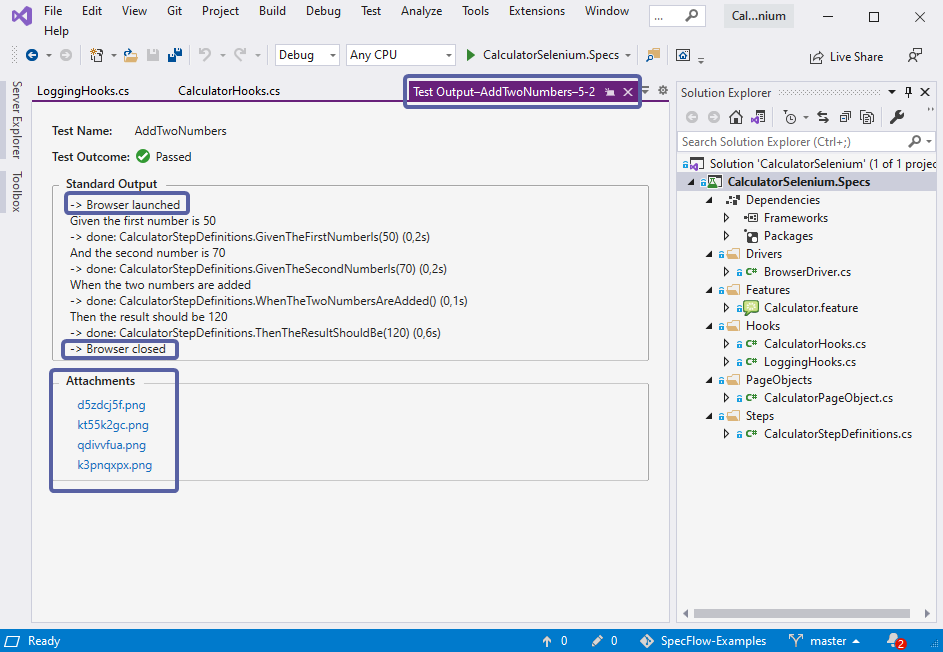 File Edit View Git Project Build Debug Test Analyze Tools Extensions Window ... Cal...nium
Help
Debug Any CPU CalculatorSelenium.Specs Live Share
Server Explorer
Toolbox
LoggingHooks.cs CalculatorHooks.cs Test Output–AddTwoNumbers–5-2
Test Name: AddTwoNumbers
Test Outcome: Passed
Standard Output
-> Browser launched
Given the first number is 50
-> done: CalculatorStepDefinitions.GivenTheFirstNumberIs(50) (0,2s)
And the second number is 70
-> done: CalculatorStepDefinitions.GivenTheSecondNumberIs(70) (0,2s)
When the two numbers are added
-> done: CalculatorStepDefinitions.WhenTheTwoNumbersAreAdded() (0,1s)
Then the result should be 120
-> done: CalculatorStepDefinitions.ThenTheResultShouldBe(120) (0,6s)
-> Browser closed
Attachments
d5zdcj5f.png
kt55k2gc.png
qdivvfua.png
k3pnqxpx.png
Solution Explorer
Search Solution Explorer (Ctrl+;)
Solution 'CalculatorSelenium' (1 of 1 projec
CalculatorSelenium.Specs
Dependencies
Frameworks
Packages
Drivers
C# BrowserDriver.cs
Features
Calculator.feature
Hooks
C# CalculatorHooks.cs
C# LoggingHooks.cs
PageObjects
C# CalculatorPageObject.cs
Steps
C# CalculatorStepDefinitions.cs
Ready 0 0 SpecFlow-Examples master 2